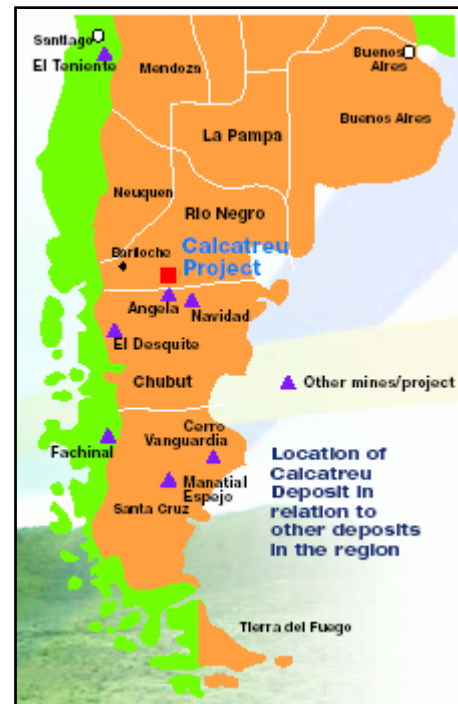 Santiago
El Teniente
Mendoza
Buenos
Aires
Buenos Aires
La Pampa
Neuquen
Rio Negro
Bariloche
Calcatreu
Project
Angela
Navidad
El Desquite
Chubut
Other mines/project
Cerro
Vanguardia
Fachinal
Manatial
Espejo
Santa Cruz
Location of
Calcatreu
Deposit in
relation to
other deposits
in the region
Tierra del Fuego